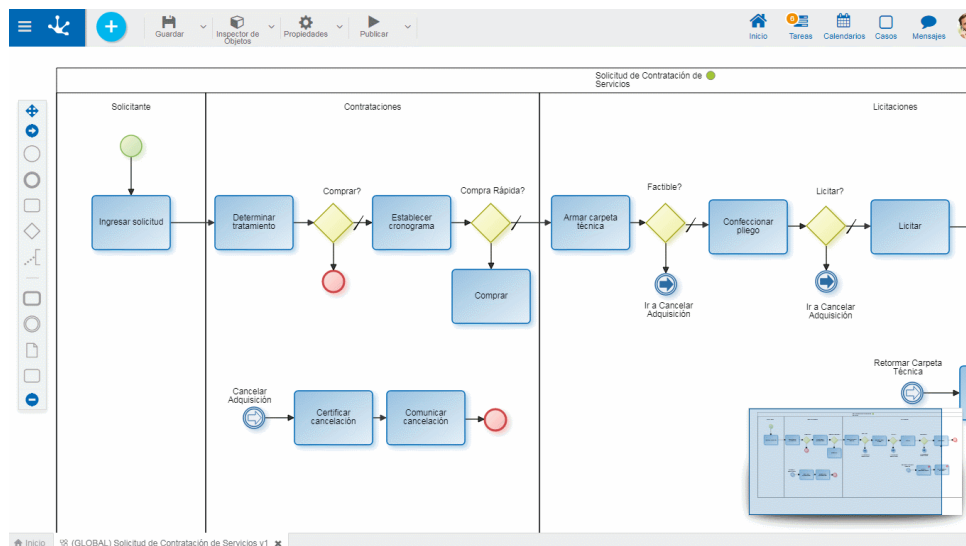 Guardar
Inspector de
Objetos
Propiedades
Publicar
Inicio
6
Tareas
Calendarios
Casos
Mensajes
Solicitud de Contratación de
Servicios
Solicitante
Contrataciones
Licitaciones
Comprar?
Compra Rápida?
Factible?
Licitar?
Ingresar solicitud
Determinar
tratamiento
Establecer
cronograma
Armar carpeta
técnica
Confeccionar
pliego
Licitar
Comprar
Ir a Cancelar
Adquisición
Ir a Cancelar
Adquisición
Retormar Carpeta
Técnica
Cancelar
Adquisición
Certificar
cancelación
Comunicar
cancelación
Inicio
(GLOBAL) Solicitud de Contratación de Servicios v1